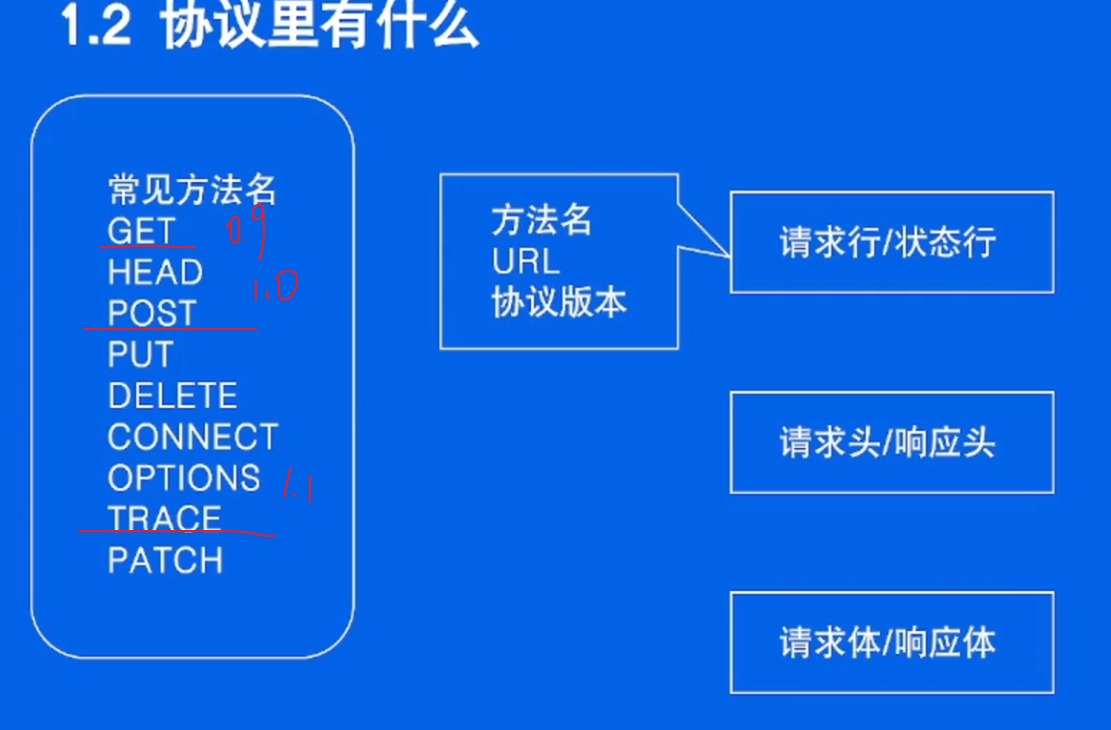 1.2 协议里有什么
常见方法名
GET 0.9
HEAD
1.0
POST
PUT
DELETE
CONNECT
OPTIONS 1.1
TRACE
PATCH
方法名
URL
协议版本
请求行/状态行
请求头/响应头
请求体/响应体